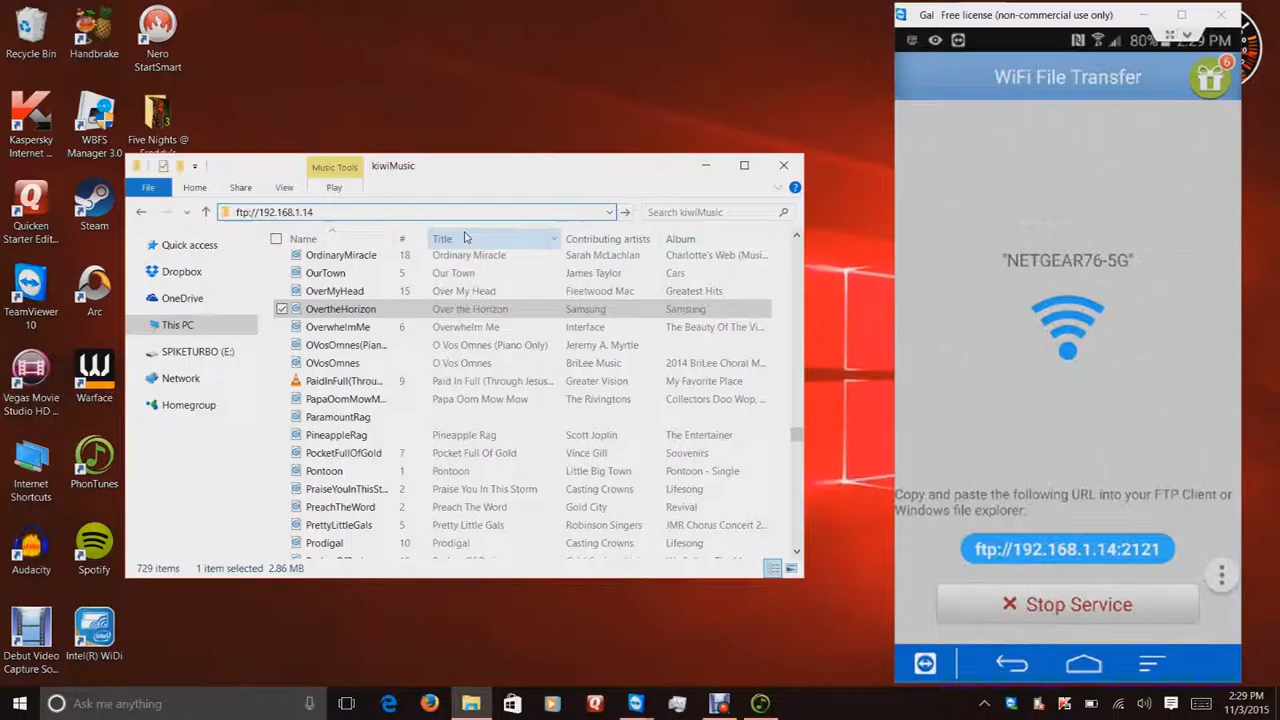 Recycle Bin
Handbrake
Nero
StartSmart
Kaspersky
Internet ...
WBFS
Manager 3.0
Five Nights @
Quicken
Starter Edit...
Steam
TeamViewer
10
Arc
Vegas Movie
Studio HD ...
Warface
Internet
Shortcuts
PhonTunes
Audacity
Spotify
Debut Video
Capture So...
Intel(R) WiDi
Music Tools
kiwiMusic
File
Home
Share
View
Play
ftp://192.168.1.14
Search kiwiMusic
Quick access
Dropbox
OneDrive
This PC
SPIKETURBO (E:)
Network
Homegroup
Name # Title Contributing artists Album
OrdinaryMiracle 18 Ordinary Miracle Sarah McLachlan Charlotte's Web (Musi...
OurTown 5 Our Town James Taylor Cars
OverMyHead 15 Over My Head Fleetwood Mac Greatest Hits
OvertheHorizon Over the Horizon Samsung Samsung
OverwhelmMe 6 Overwhelm Me Interface The Beauty Of The Vi...
OVosOmnes(Pian... O Vos Omnes (Piano Only) Jeremy A. Myrtle
OVosOmnes O Vos Omnes BriLee Music 2014 BriLee Choral M...
PaidInFull(Throu... 9 Paid In Full (Through Jesus... Greater Vision My Favorite Place
PapaOomMowM... Papa Oom Mow Mow The Rivingtons Collectors Doo Wop, ...
ParamountRag
PineappleRag Pineapple Rag Scott Joplin The Entertainer
PocketFullOfGold 7 Pocket Full Of Gold Vince Gill Souvenirs
Pontoon 1 Pontoon Little Big Town Pontoon - Single
PraiseYouInThisSt... 2 Praise You In This Storm Casting Crowns Lifesong
PreachTheWord 2 Preach The Word Gold City Revival
PrettyLittleGals 5 Pretty Little Gals Robinson Singers JMR Chorus Concert 2...
Prodigal 10 Prodigal Casting Crowns Lifesong
729 items 1 item selected 2.86 MB
Gal Free license (non-commercial use only)
80% 2:29 PM
WiFi File Transfer
6
"NETGEAR76-5G"
Copy and paste the following URL into your FTP Client or
Windows file explorer:
ftp://192.168.1.14:2121
Stop Service
Ask me anything
2:29 PM
11/3/2015